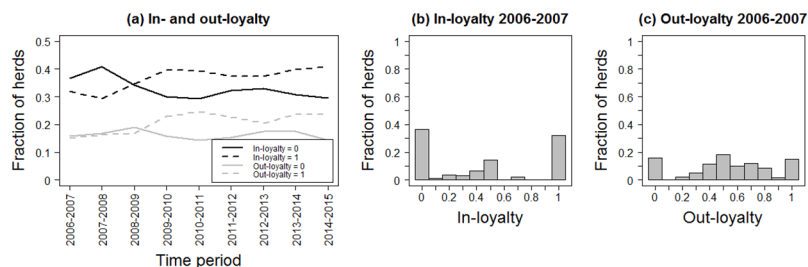 (a) In- and out-loyalty
Fraction of herds
0.5
0.4
0.3
0.2
0.1
0
In-loyalty = 0
In-loyalty = 1
Out-loyalty = 0
Out-loyalty = 1
2006-2007
2007-2008
2008-2009
2009-2010
2010-2011
2011-2012
2012-2013
2013-2014
2014-2015
Time period
(b) In-loyalty 2006-2007
Fraction of herds
1
0.8
0.6
0.4
0.2
0
0 0.2 0.4 0.6 0.8 1
In-loyalty
(c) Out-loyalty 2006-2007
Fraction of herds
1
0.8
0.6
0.4
0.2
0
0 0.2 0.4 0.6 0.8 1
Out-loyalty